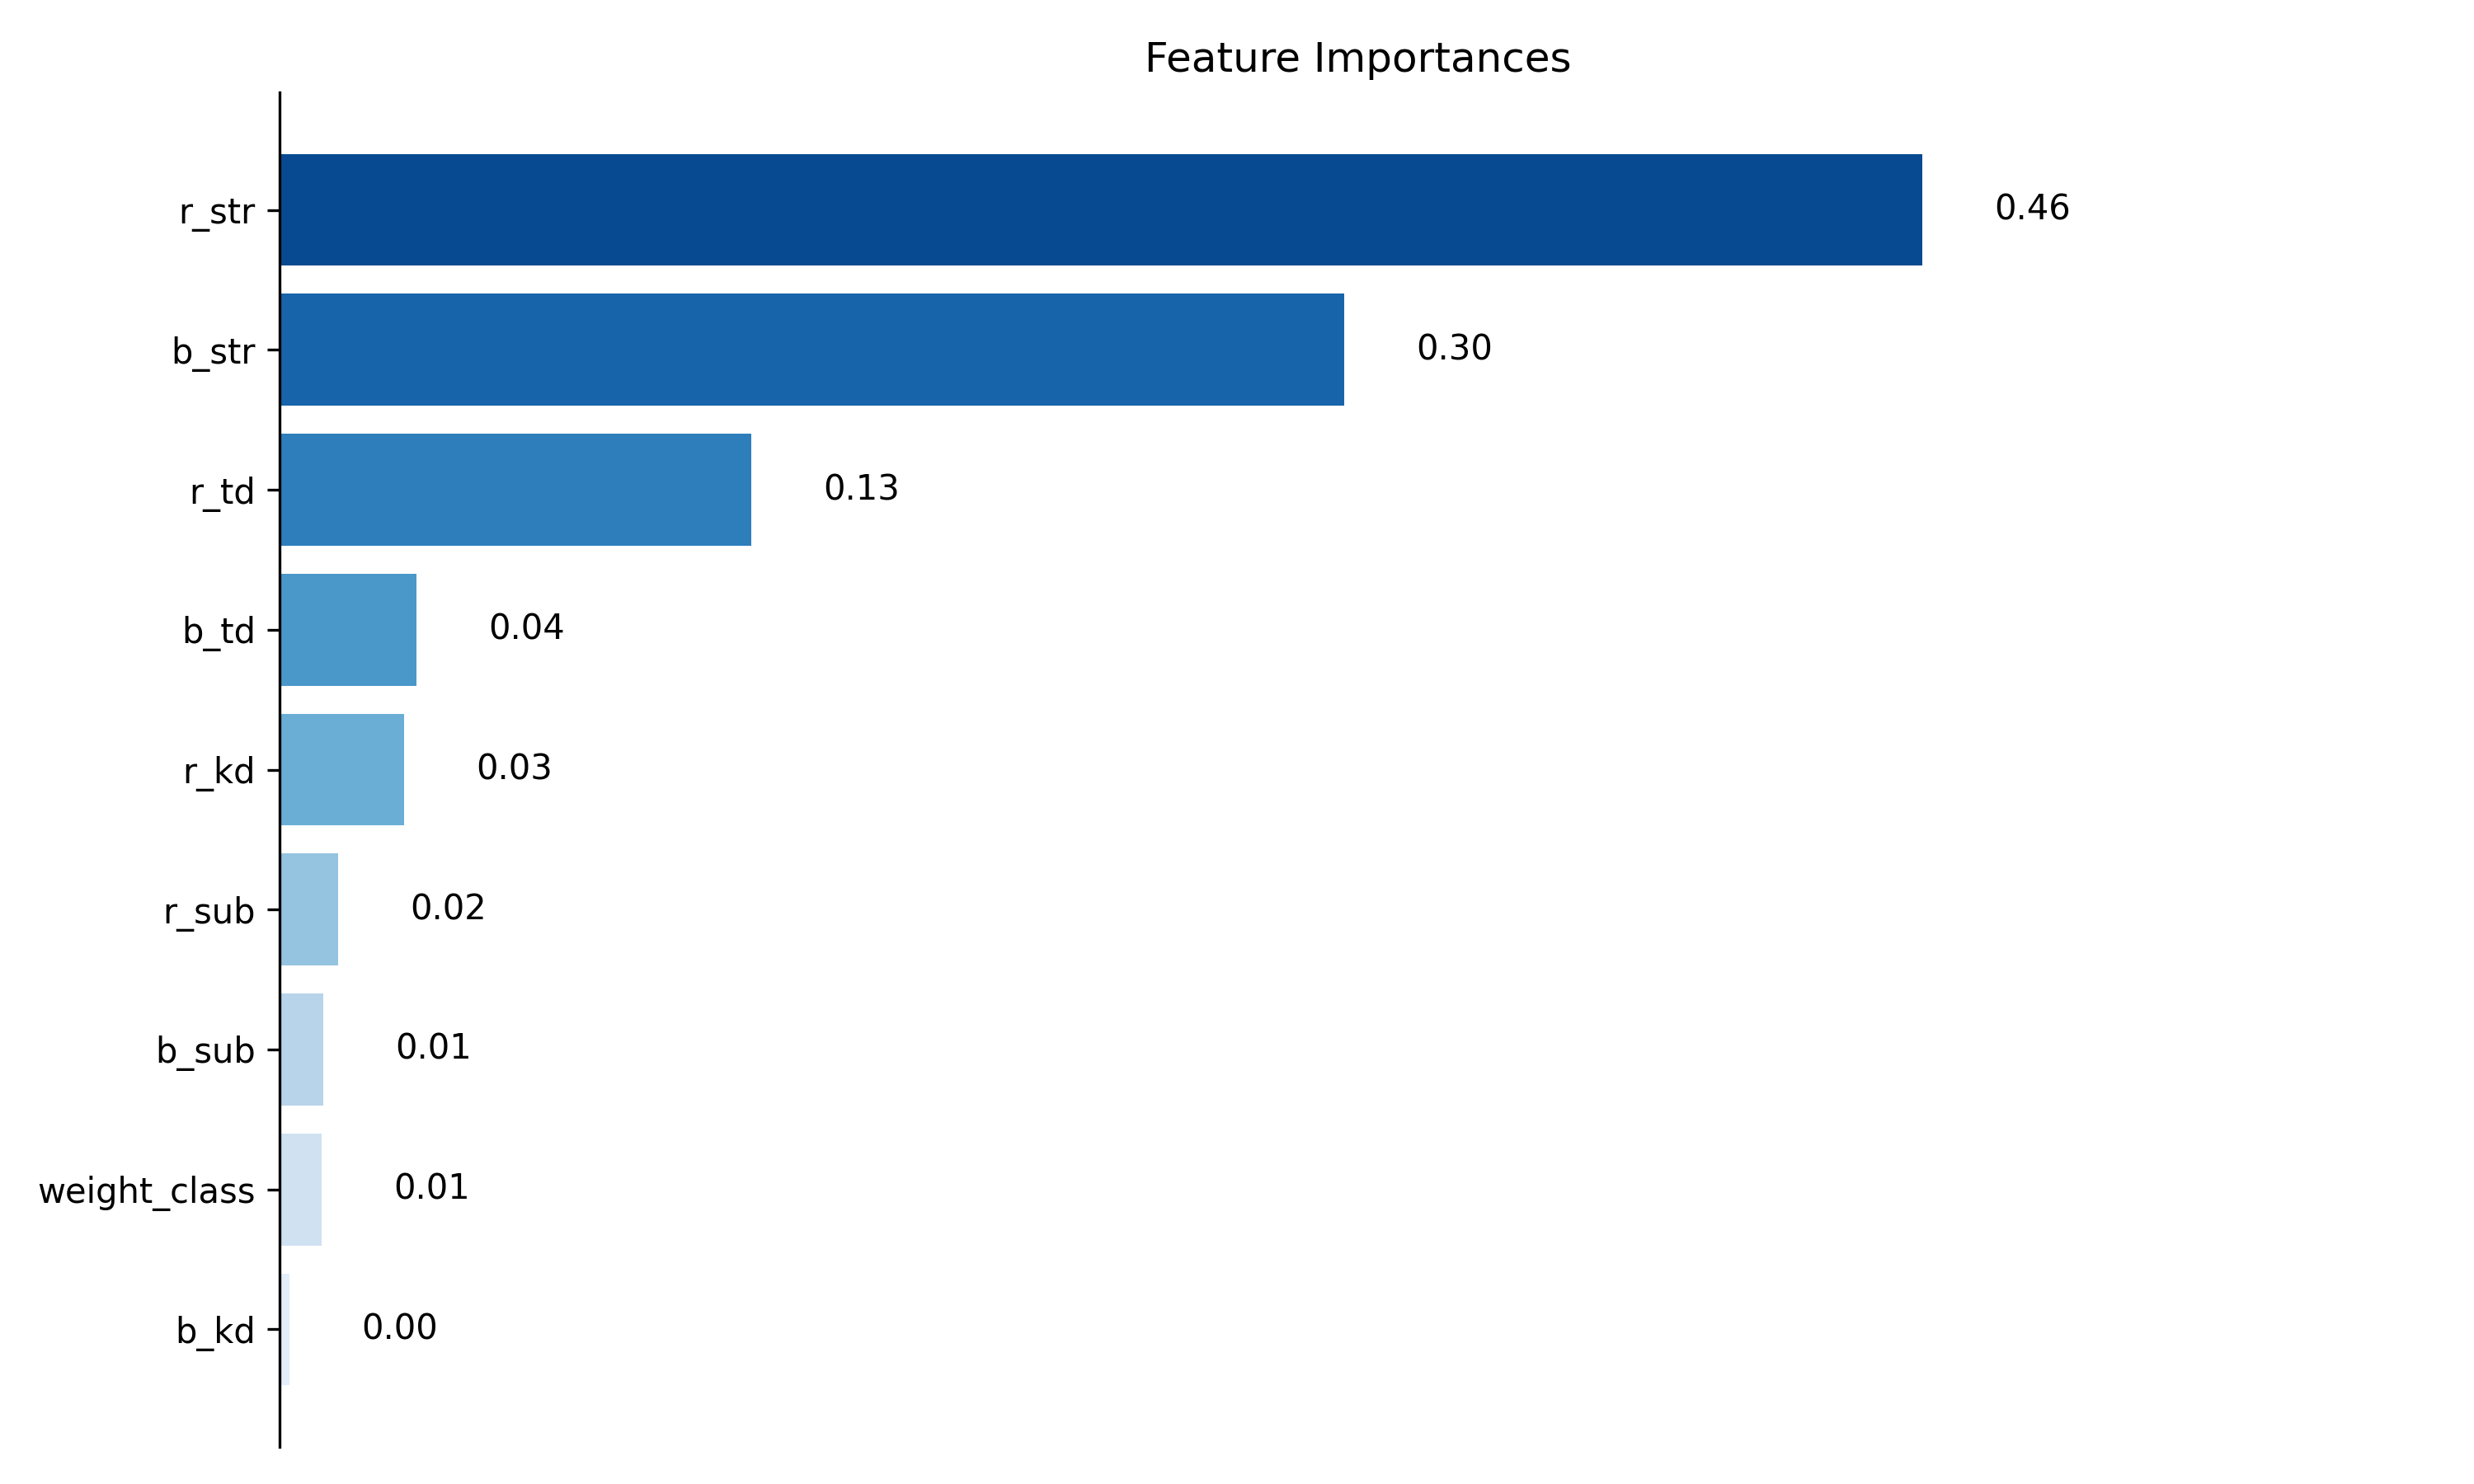 Feature Importances
r_str 0.46
b_str 0.30
r_td 0.13
b_td 0.04
r_kd 0.03
r_sub 0.02
b_sub 0.01
weight_class 0.01
b_kd 0.00